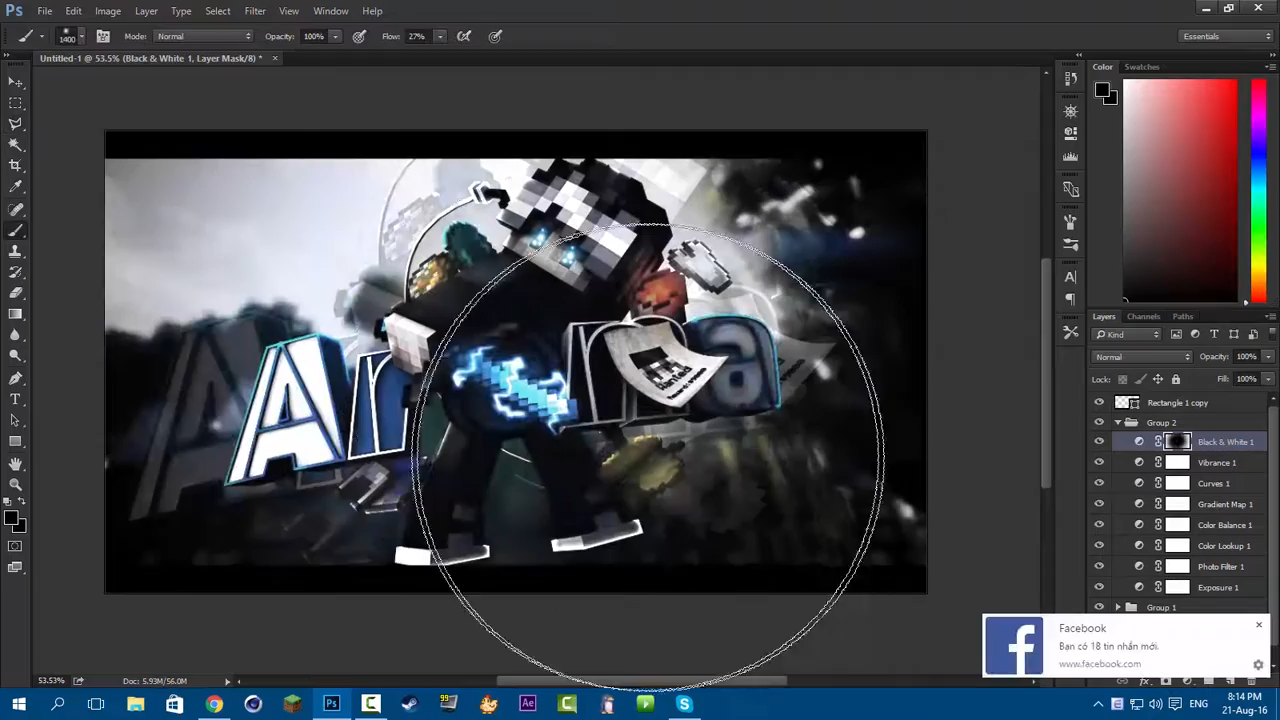 Ps File Edit Image Layer Type Select Filter View Window Help
1400 Mode: Normal Opacity: 100% Flow: 27% Essentials
Untitled-1 @ 53.5% (Black & White 1, Layer Mask/8) *
Color Swatches
Layers Channels Paths
Kind
Normal Opacity: 100%
Lock: Fill: 100%
Rectangle 1 copy
Group 2
Black & White 1
Vibrance 1
Curves 1
Gradient Map 1
Color Balance 1
Color Lookup 1
Photo Filter 1
Exposure 1
Group 1
Facebook
Bạn có 18 tin nhắn mới.
www.facebook.com
53.53% Doc: 5.93M/56.0M
ENG 8:14 PM
21-Aug-16